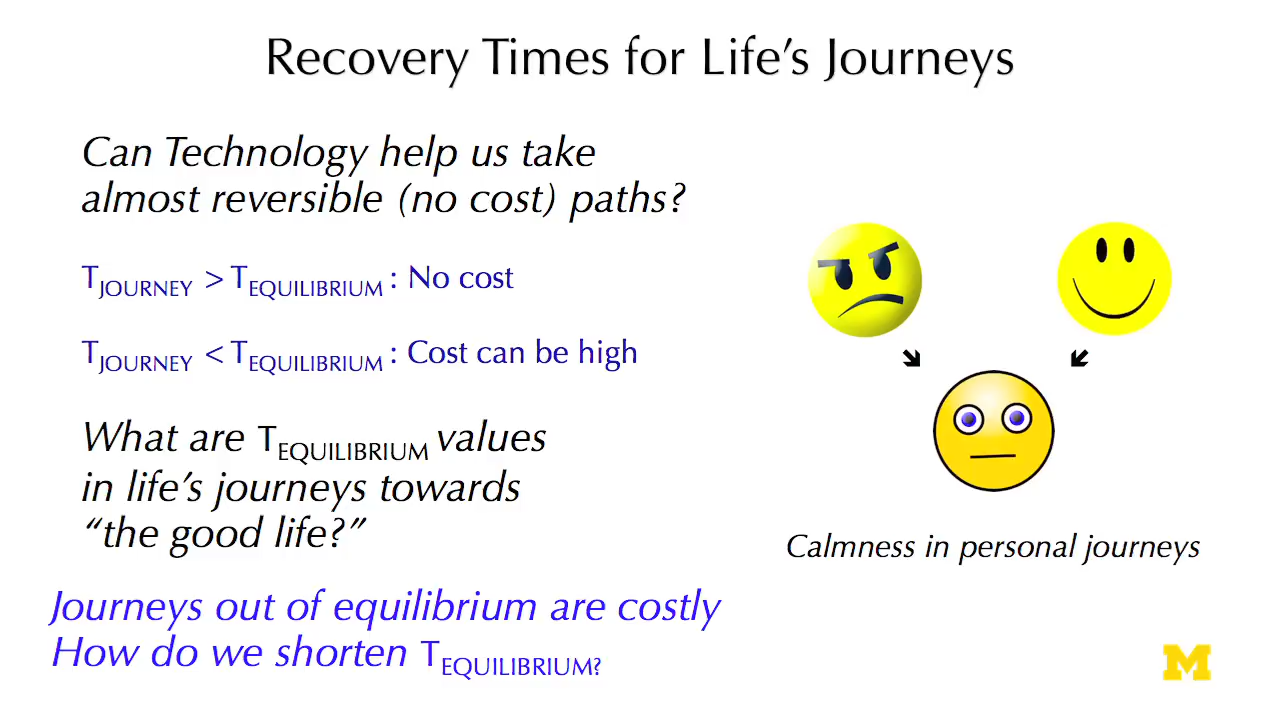 Recovery Times for Life’s Journeys
Can Technology help us take
almost reversible (no cost) paths?
TJOURNEY > TEQUILIBRIUM : No cost
TJOURNEY < TEQUILIBRIUM : Cost can be high
What are TEQUILIBRIUM values
in life’s journeys towards
“the good life?”
Calmness in personal journeys
Journeys out of equilibrium are costly
How do we shorten TEQUILIBRIUM?
M